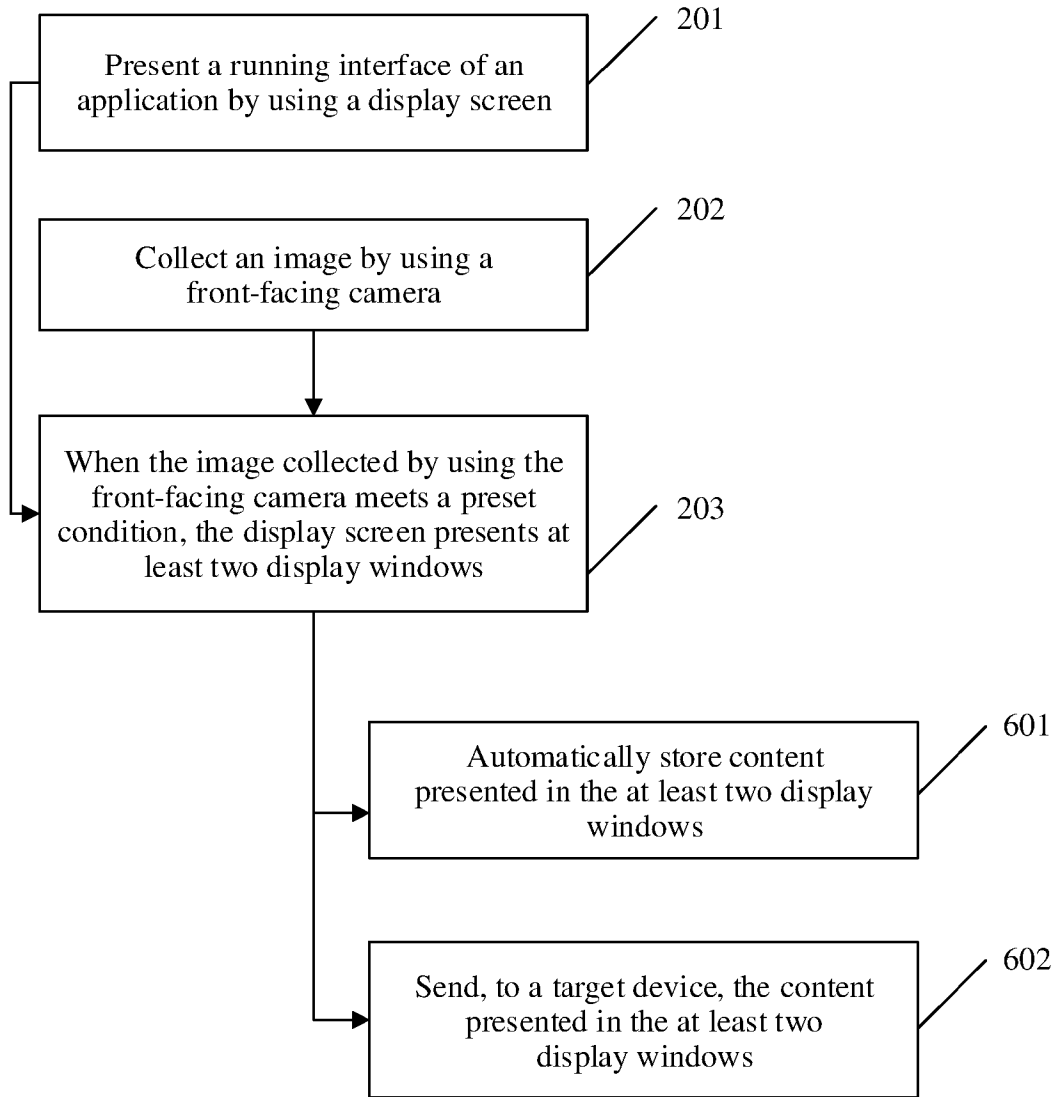 201
Present a running interface of an
application by using a display screen
202
Collect an image by using a
front-facing camera
When the image collected by using the
front-facing camera meets a preset
condition, the display screen presents at
least two display windows
203
601
Automatically store content
presented in the at least two display
windows
602
Send, to a target device, the content
presented in the at least two
display windows